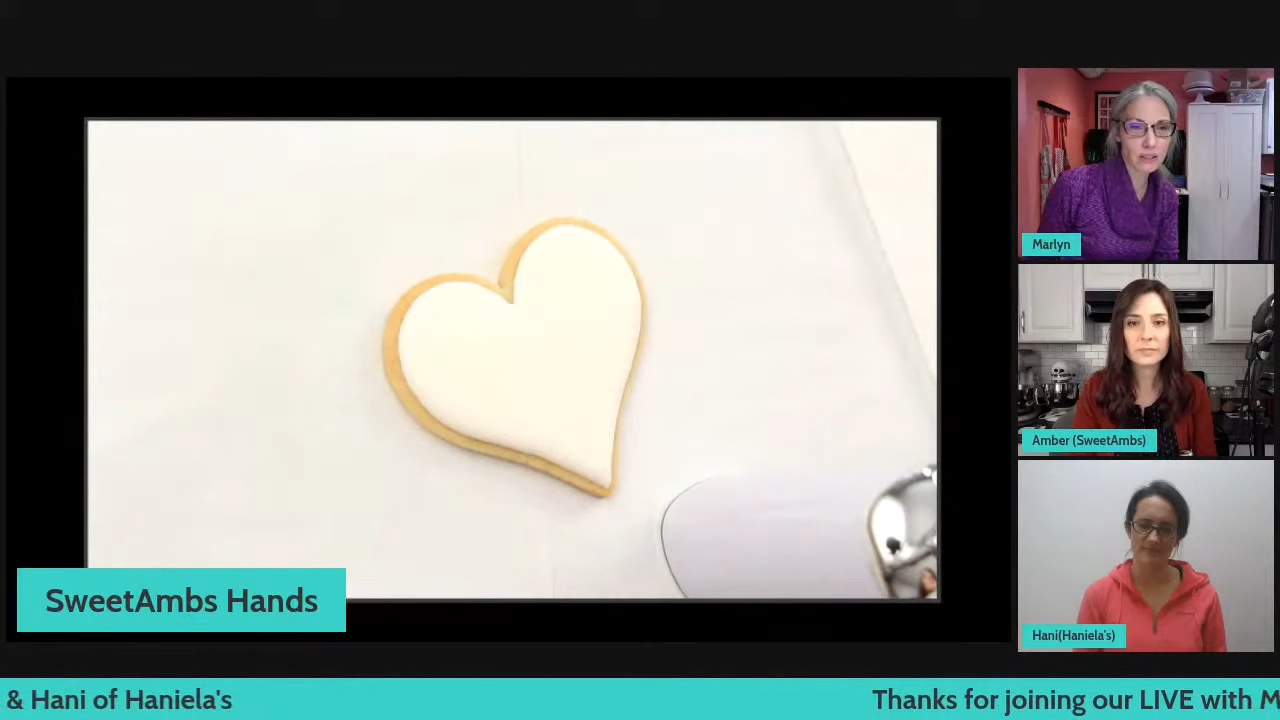 Marlyn
Amber (SweetAmbs)
SweetAmbs Hands
Hani(Haniela's)
& Hani of Haniela's
Thanks for joining our LIVE with M